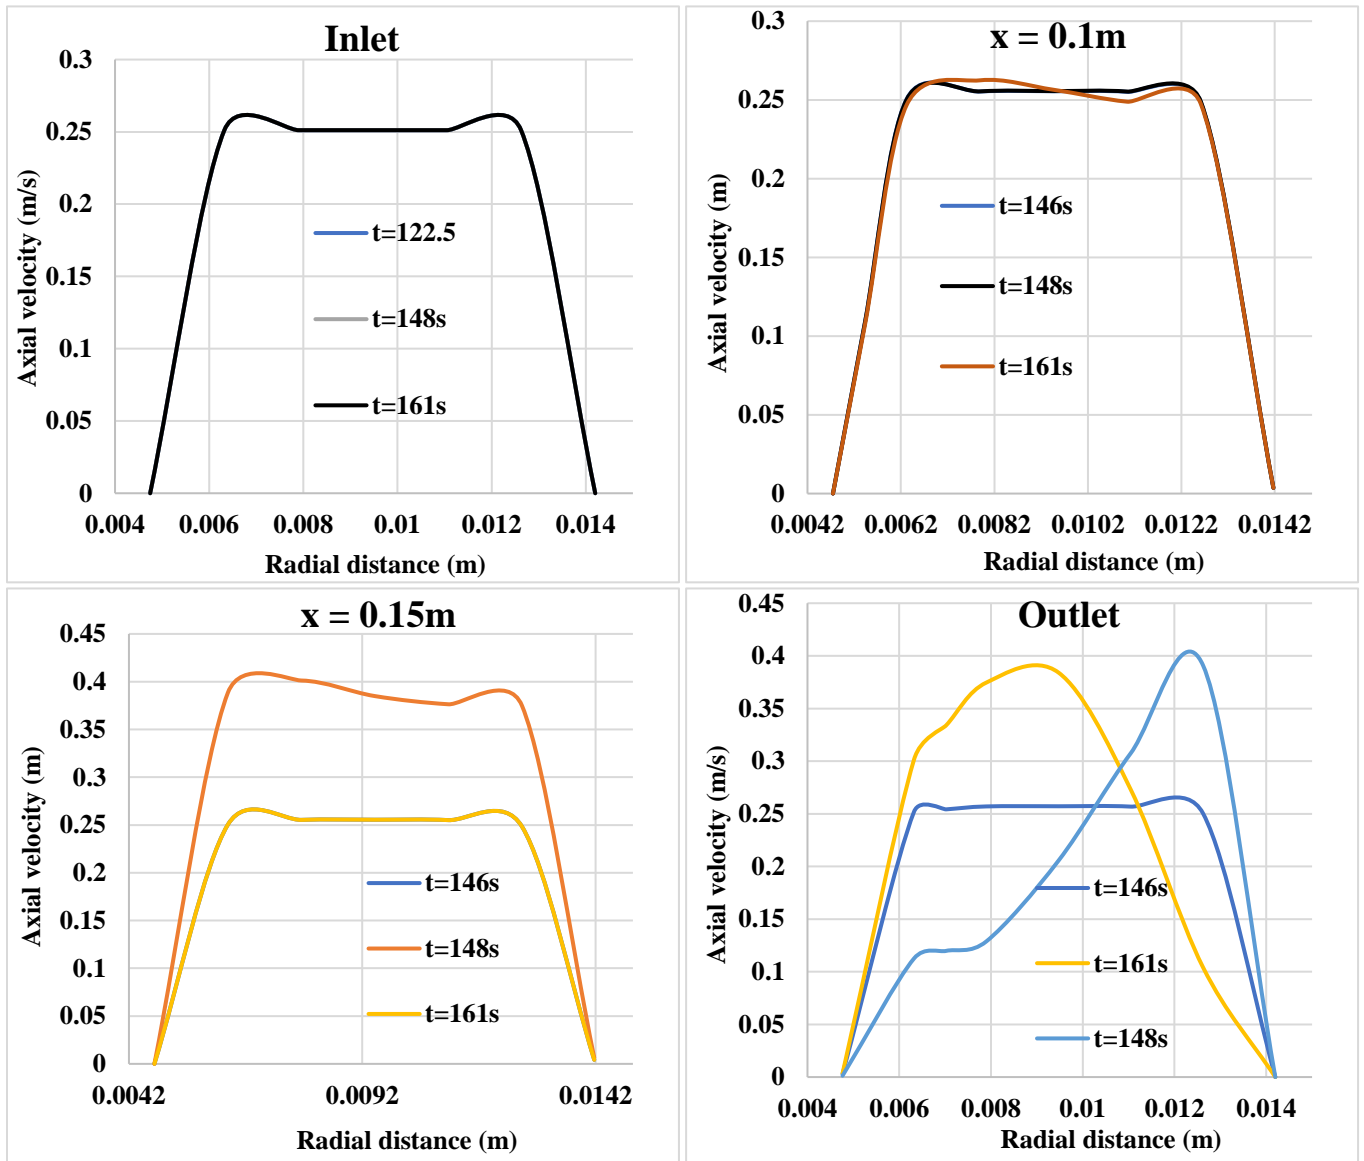 Inlet
0.3
0.25
0.2
0.15
0.1
0.05
0
Axial velocity (m/s)
t=122.5
t=148s
t=161s
0.004 0.006 0.008 0.01 0.012 0.014
Radial distance (m)
x = 0.1m
0.3
0.25
0.2
0.15
0.1
0.05
0
Axial velocity (m)
t=146s
t=148s
t=161s
0.0042 0.0062 0.0082 0.0102 0.0122 0.0142
Radial distance (m)
x = 0.15m
0.45
0.4
0.35
0.3
0.25
0.2
0.15
0.1
0.05
0
Axial velocity (m)
t=146s
t=148s
t=161s
0.0042 0.0092 0.0142
Radial distance (m)
Outlet
0.45
0.4
0.35
0.3
0.25
0.2
0.15
0.1
0.05
0
Axial velocity (m/s)
t=146s
t=161s
t=148s
0.004 0.006 0.008 0.01 0.012 0.014
Radial distance (m)